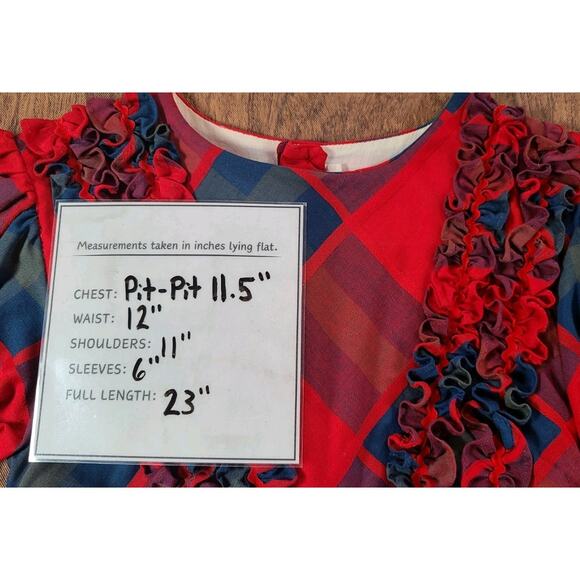 Measurements taken in inches lying flat.
CHEST: Pit-Pit 11.5"
WAIST: 12"
SHOULDERS: 11"
SLEEVES: 6"
FULL LENGTH: 23"